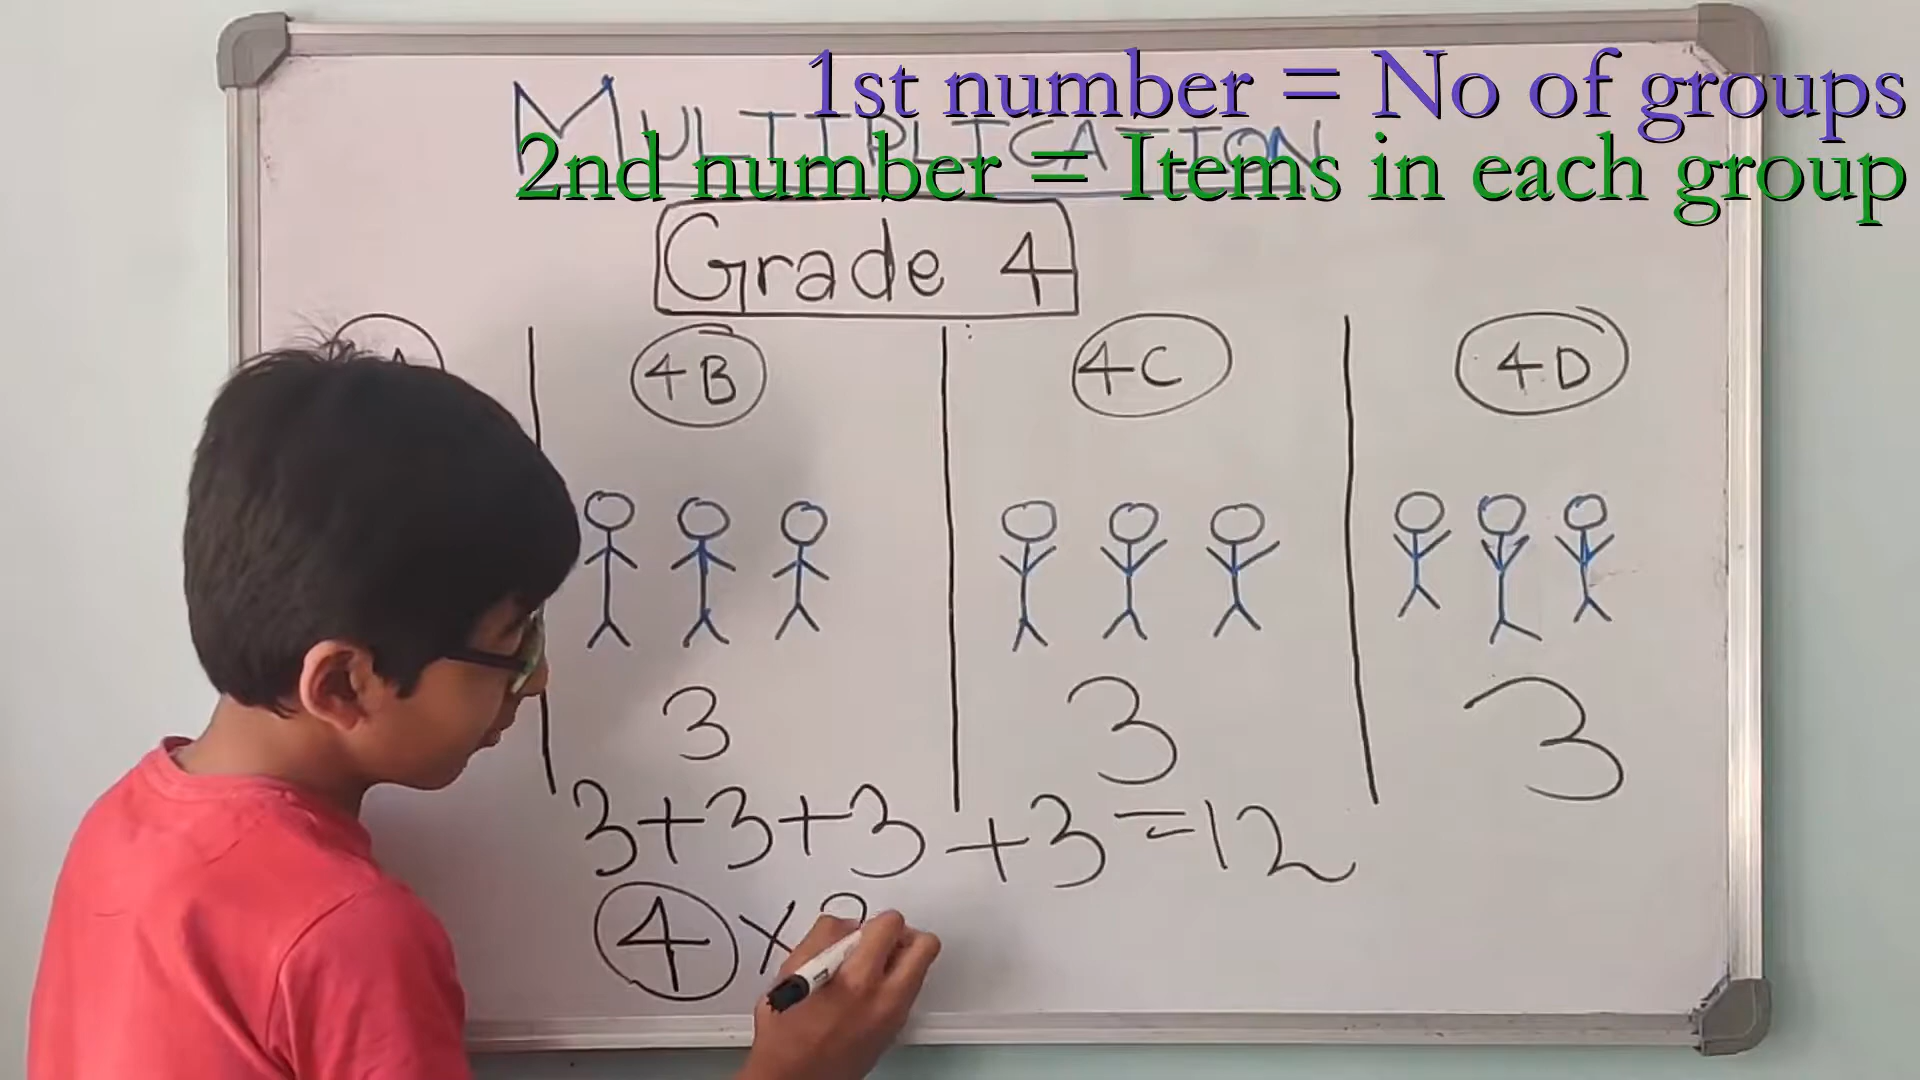 1st number = No of groups
MULTIPLICATION
2nd number = Items in each group
Grade 4
4B 4C 4D
3 3 3
3+3+3+3=12
4 ×